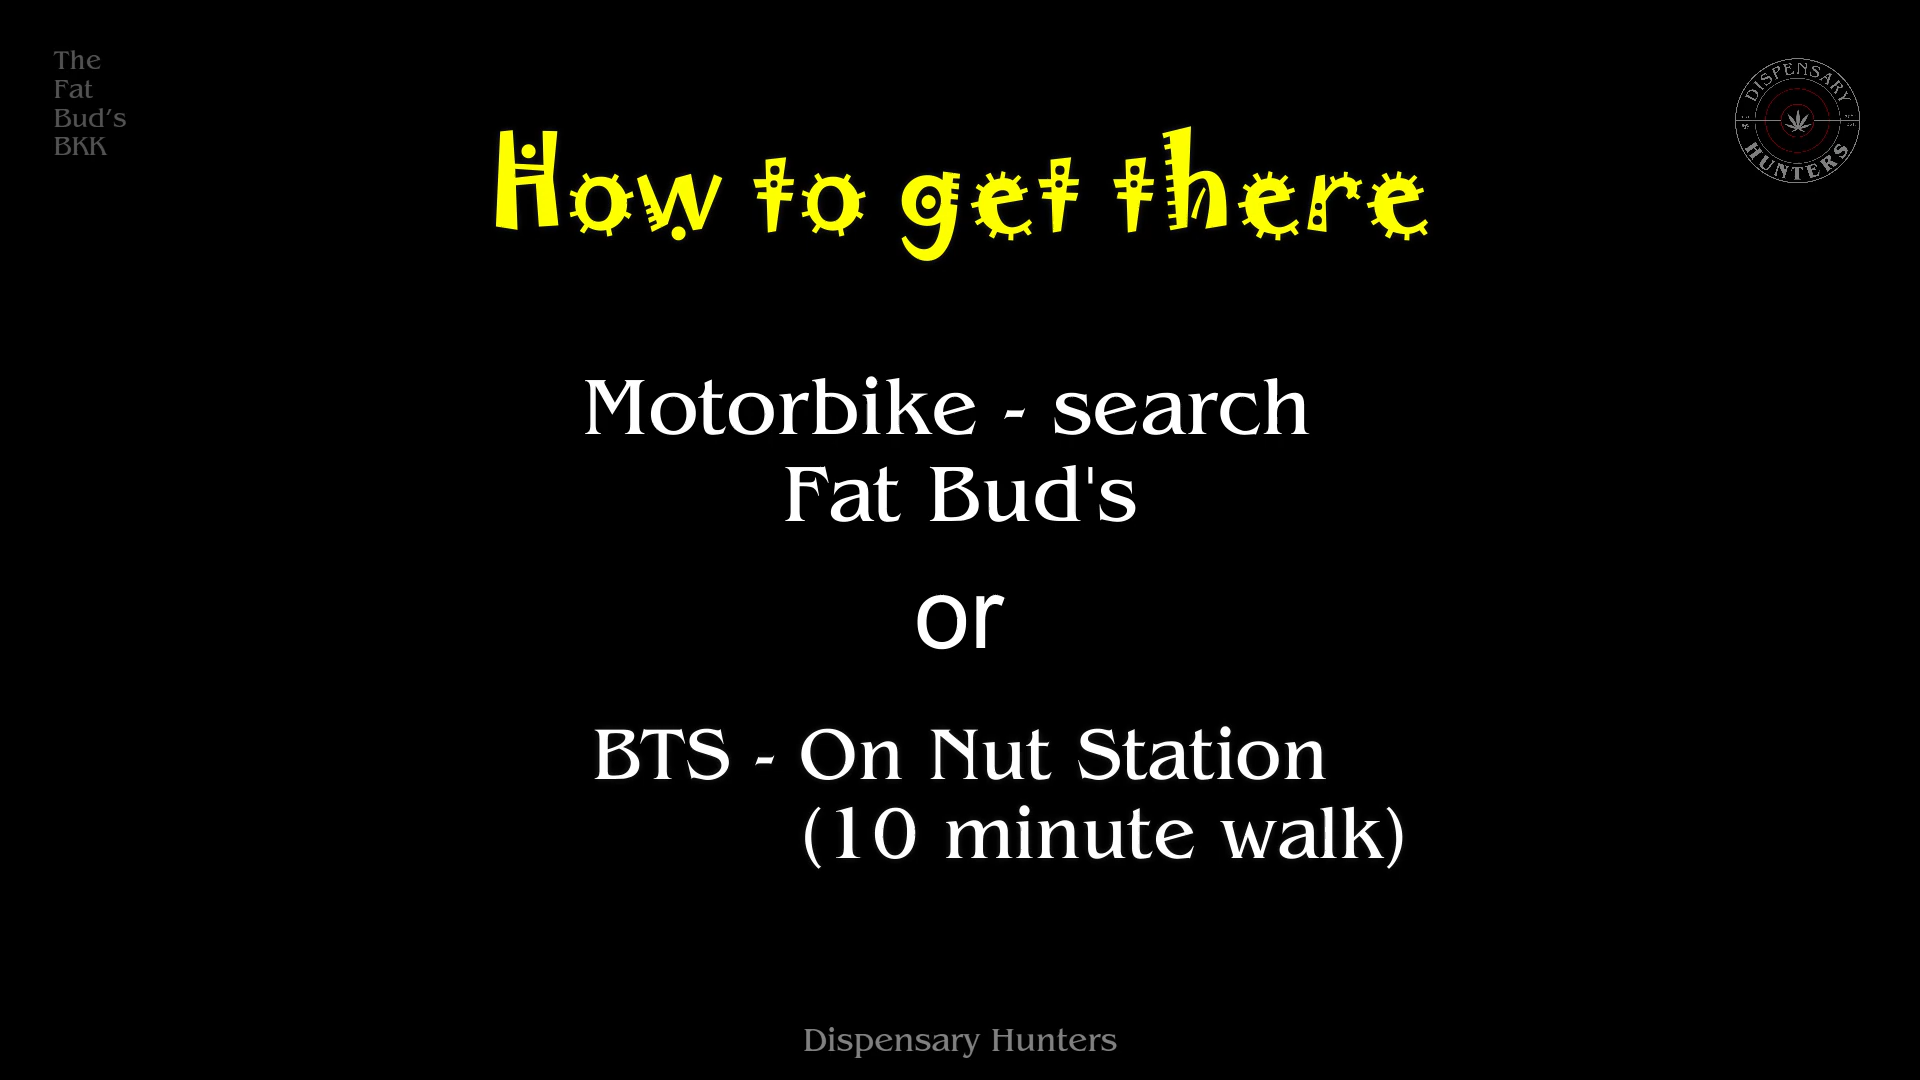 The
Fat
Bud’s
BKK
DISPENSARY
HUNTERS
How to get there
Motorbike - search
Fat Bud's
or
BTS - On Nut Station
(10 minute walk)
Dispensary Hunters